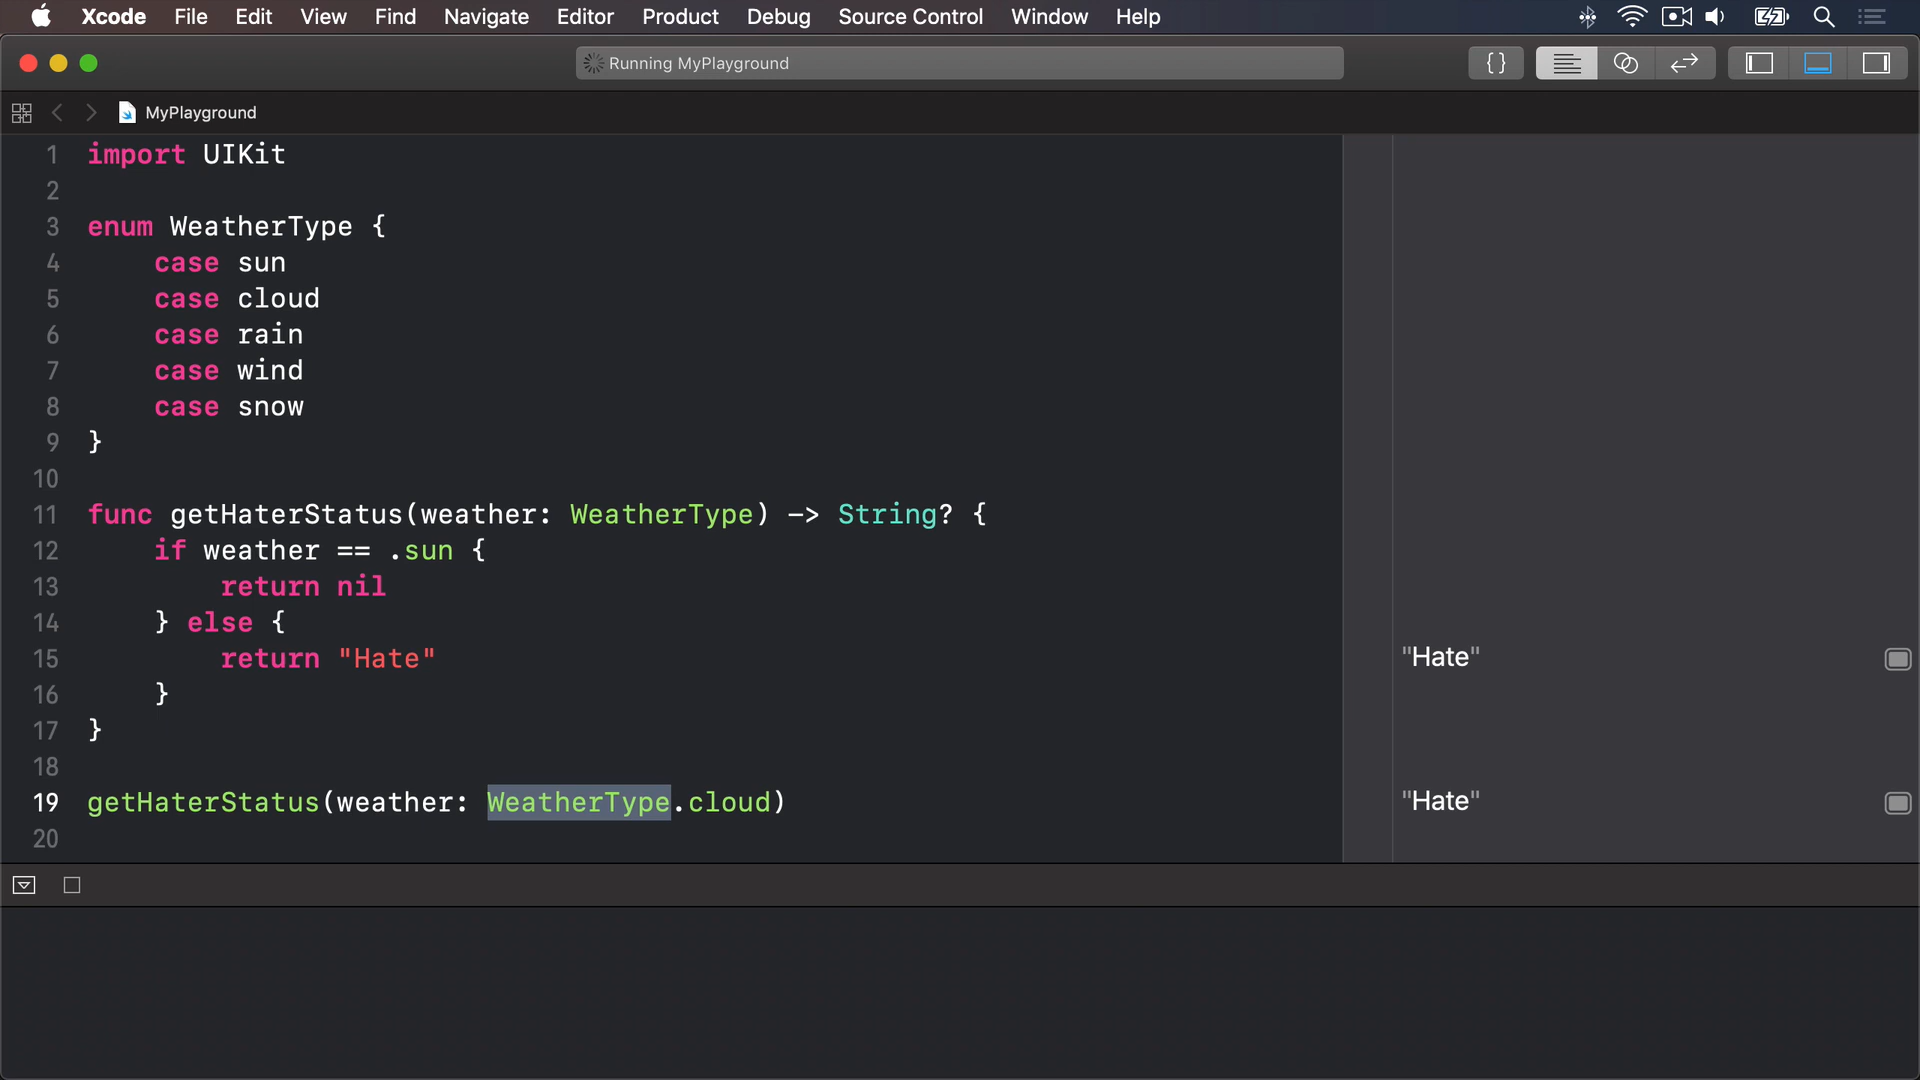 Xcode File Edit View Find Navigate Editor Product Debug Source Control Window Help
Running MyPlayground
{}
MyPlayground
1 import UIKit
2
3 enum WeatherType {
4     case sun
5     case cloud
6     case rain
7     case wind
8     case snow
9 }
10
11 func getHaterStatus(weather: WeatherType) -> String? {
12     if weather == .sun {
13         return nil
14     } else {
15         return "Hate"
"Hate"
16     }
17 }
18
19 getHaterStatus(weather: WeatherType.cloud)
"Hate"
20